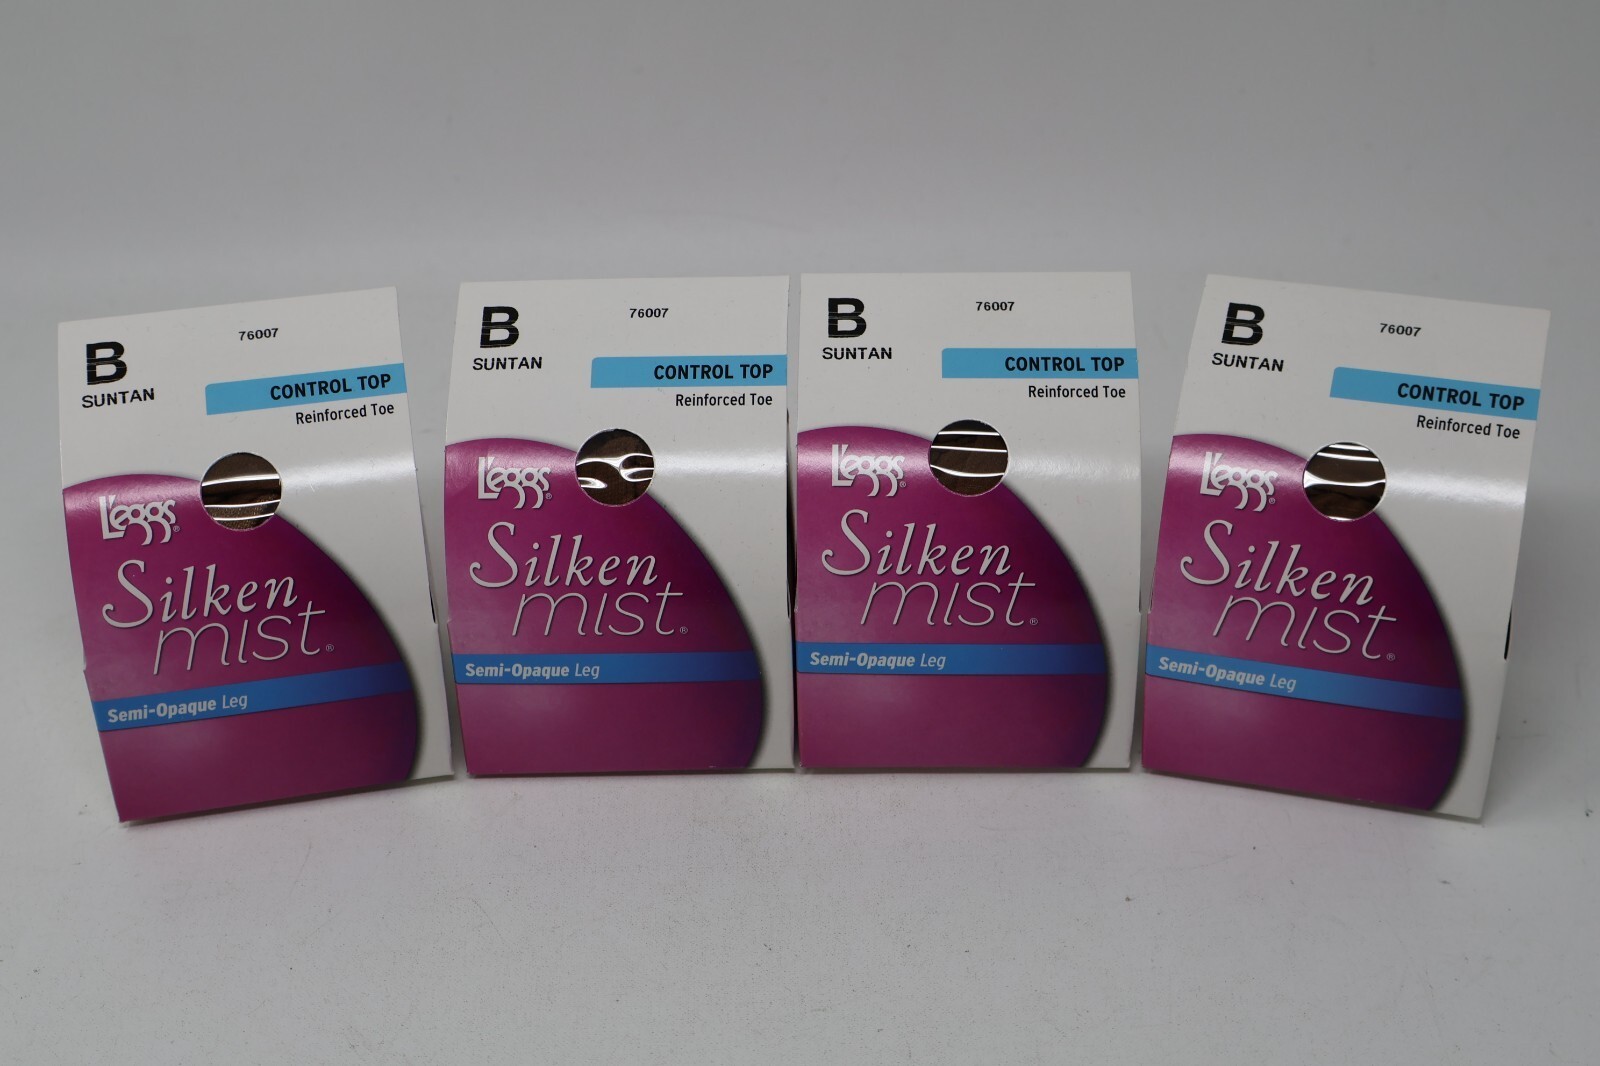 B
76007
SUNTAN
CONTROL TOP
Reinforced Toe
L'eggs®
Silken
mist®
Semi-Opaque Leg
B
76007
SUNTAN
CONTROL TOP
Reinforced Toe
L'eggs®
Silken
mist®
Semi-Opaque Leg
B
76007
SUNTAN
CONTROL TOP
Reinforced Toe
L'eggs®
Silken
mist®
Semi-Opaque Leg
B
76007
SUNTAN
CONTROL TOP
Reinforced Toe
L'eggs®
Silken
mist®
Semi-Opaque Leg